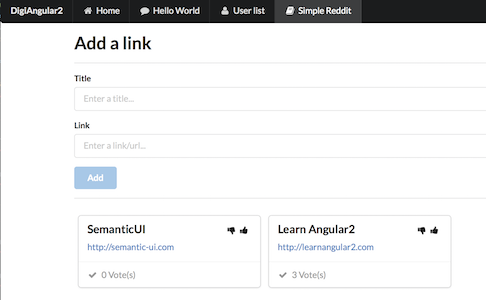 DigiAngular2 Home Hello World User list Simple Reddit
Add a link
Title
Enter a title...
Link
Enter a link/url...
Add
SemanticUI
http://semantic-ui.com
0 Vote(s)
Learn Angular2
http://learnangular2.com
3 Vote(s)